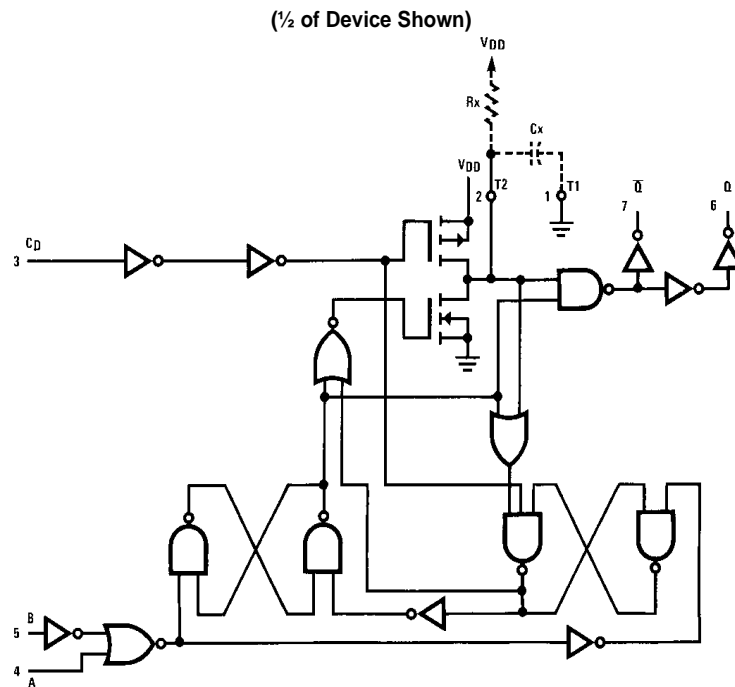 (½ of Device Shown)
VDD
Rx
Cx
VDD
2 T2
1 T1
Q̅
7
Q
6
CD
3
B
5
4
A